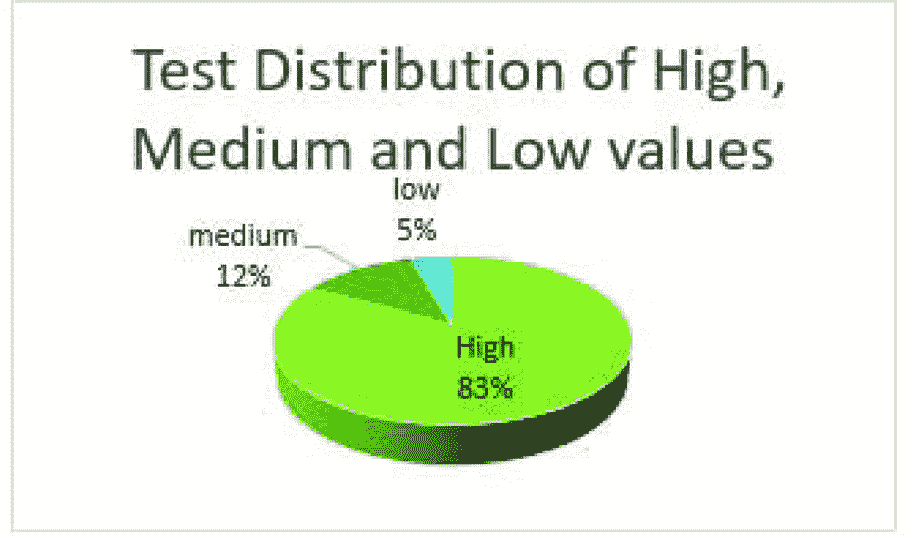 Test Distribution of High,
Medium and Low values
low
5%
medium
12%
High
83%